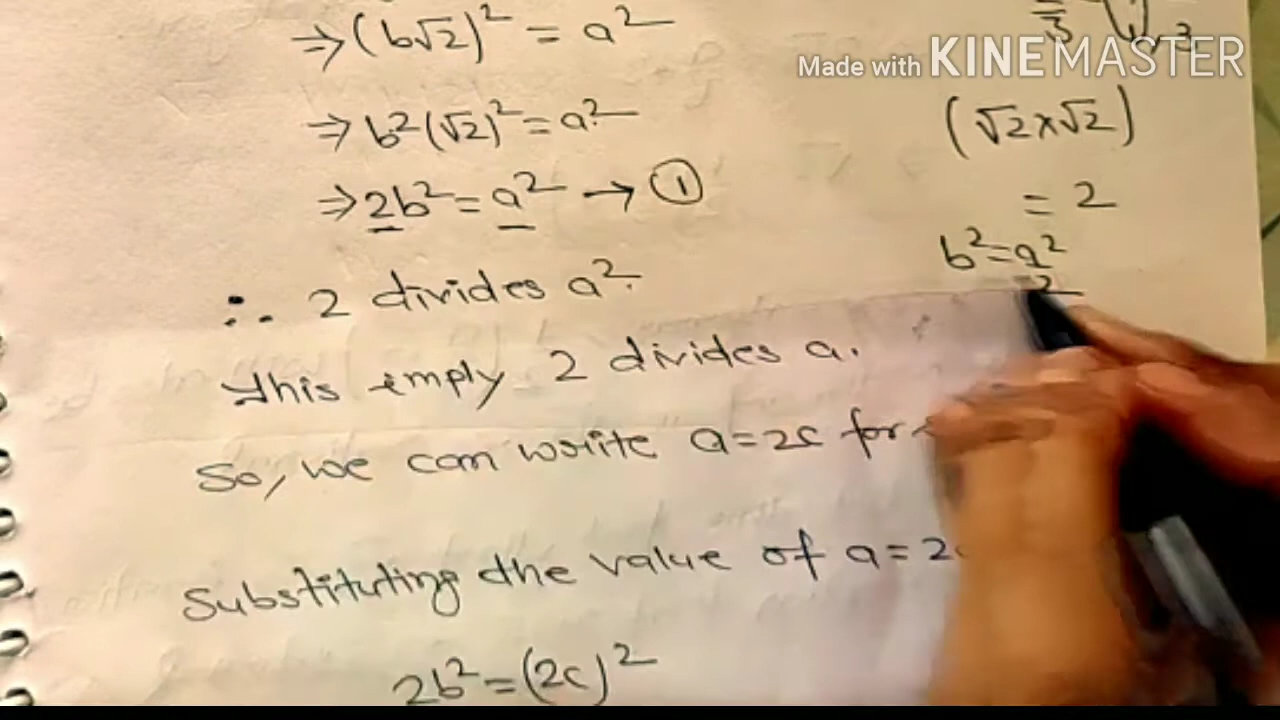 ⇒(b√2)² = a²
Made with KINEMASTER
⇒ b²(√2)² = a²
(√2×√2)
⇒ 2b² = a² → ①
= 2
b² = a²
2
∴ 2 divides a².
This imply 2 divides a.
So, we can write a=2c for
Substituting the value of a=2c
2b² = (2c)²